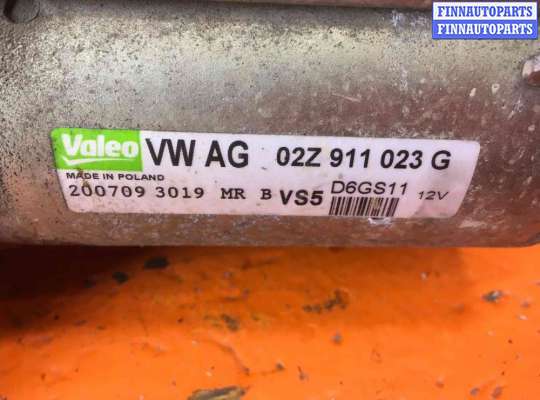 FINNAUTOPARTS
FINNAUTOPARTS
Valeo VW AG 02Z 911 023 G
MADE IN POLAND
200709 3019 MR B VS5 D6GS11 12V